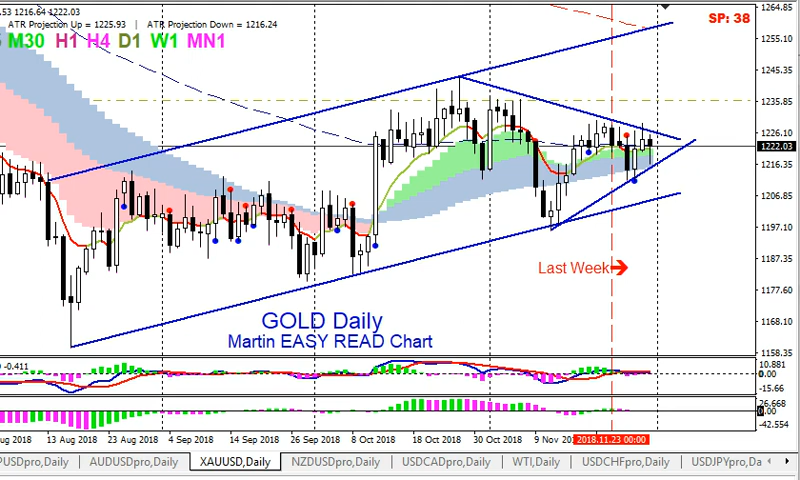 .53 1216.64 1222.03
ATR Projection Up = 1225.93 | ATR Projection Down = 1216.24
M30 H1 H4 D1 W1 MN1
SP: 38
1264.85
1255.10
1245.35
1235.85
1226.10
1222.03
1216.35
1206.85
1197.10
1187.35
1177.60
1168.10
1158.35
Last Week
GOLD Daily
Martin EASY READ Chart
-0.411
10.881
0.00
-15.66
26.668
0.00
-42.554
ug 2018 13 Aug 2018 23 Aug 2018 4 Sep 2018 14 Sep 2018 26 Sep 2018 8 Oct 2018 18 Oct 2018 30 Oct 2018 9 Nov 2018.11.23 00:00
PUSDpro,Daily AUDUSDpro,Daily XAUUSD,Daily NZDUSDpro,Daily USDCADpro,Daily WTI,Daily USDCHFpro,Daily USDJPYpro,Da